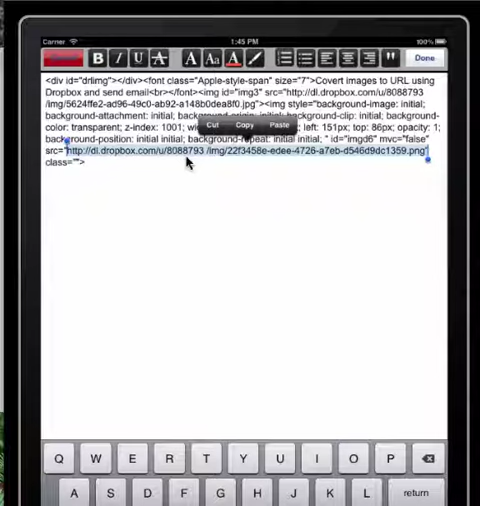 Carrier 1:45 PM 100%
B I U A A Aa A " Done
<div id="drlimg"></div><font class="Apple-style-span" size="7">Covert images to URL using
Dropbox and send email<br></font><img id="img3" src="http://dl.dropbox.com/u/8088793
/img/5624ffe2-ad96-49c0-ab92-a148b0dea8f0.jpg"><img style="background-image: initial;
background-attachment: initial; background-origin: initial; background-clip: initial; background-
color: transparent; z-index: 1001; left: 151px; top: 86px; opacity: 1;
Cut Copy Paste
background-position: initial initial; background-repeat: initial initial; " id="imgd6" mvc="false"
src="http://dl.dropbox.com/u/8088793 /img/22f3458e-edee-4726-a7eb-d546d9dc1359.png"
class="">
Q W E R T Y U I O P
A S D F G H J K L return